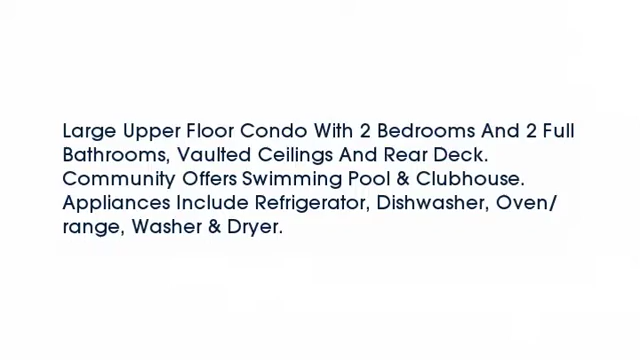 Large Upper Floor Condo With 2 Bedrooms And 2 Full
Bathrooms, Vaulted Ceilings And Rear Deck.
Community Offers Swimming Pool & Clubhouse.
Appliances Include Refrigerator, Dishwasher, Oven/
range, Washer & Dryer.